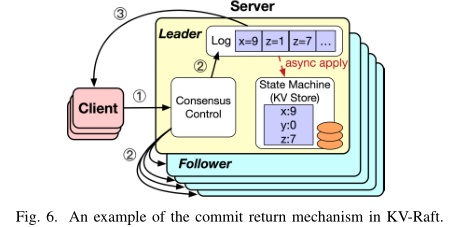 Server
③
Leader
Log x=9 z=1 z=7 ...
②
async apply
①
Client
Consensus
Control
State Machine
(KV Store)
x:9
y:0
z:7
②
Follower
Fig. 6. An example of the commit return mechanism in KV-Raft.